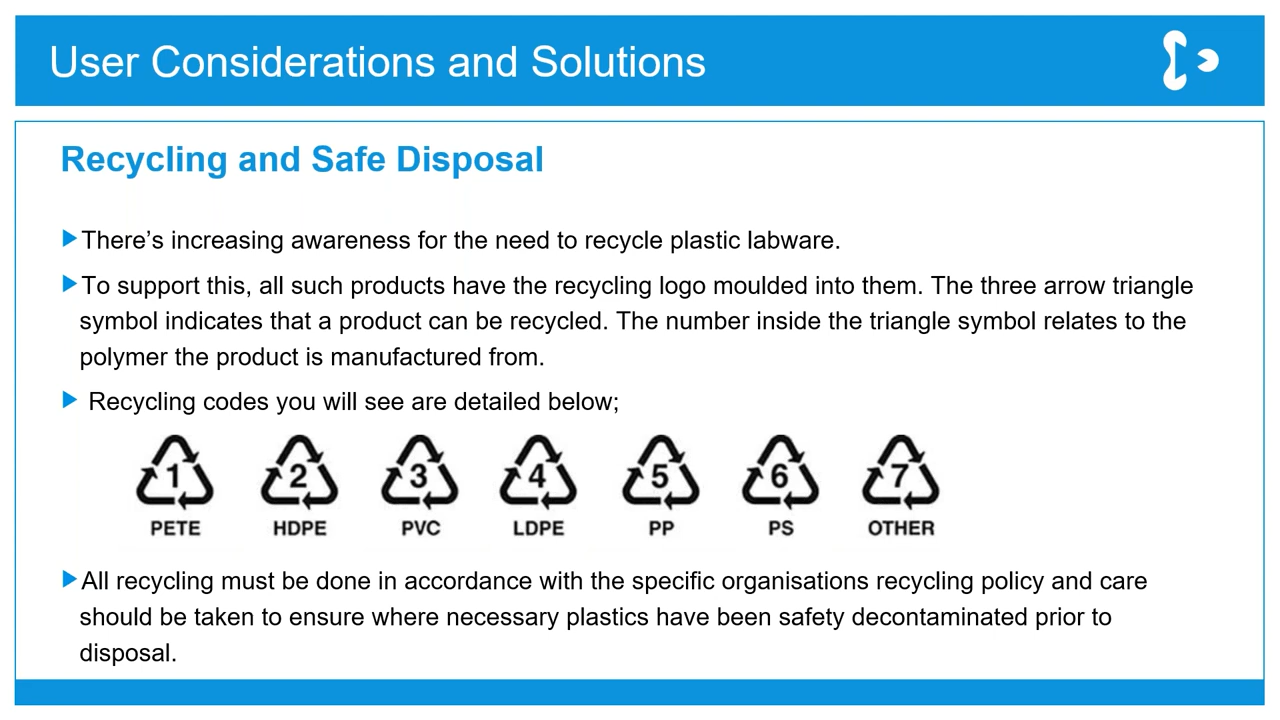 User Considerations and Solutions
Recycling and Safe Disposal
There’s increasing awareness for the need to recycle plastic labware.
To support this, all such products have the recycling logo moulded into them. The three arrow triangle
symbol indicates that a product can be recycled. The number inside the triangle symbol relates to the
polymer the product is manufactured from.
Recycling codes you will see are detailed below;
1 2 3 4 5 6 7
PETE HDPE PVC LDPE PP PS OTHER
All recycling must be done in accordance with the specific organisations recycling policy and care
should be taken to ensure where necessary plastics have been safety decontaminated prior to
disposal.